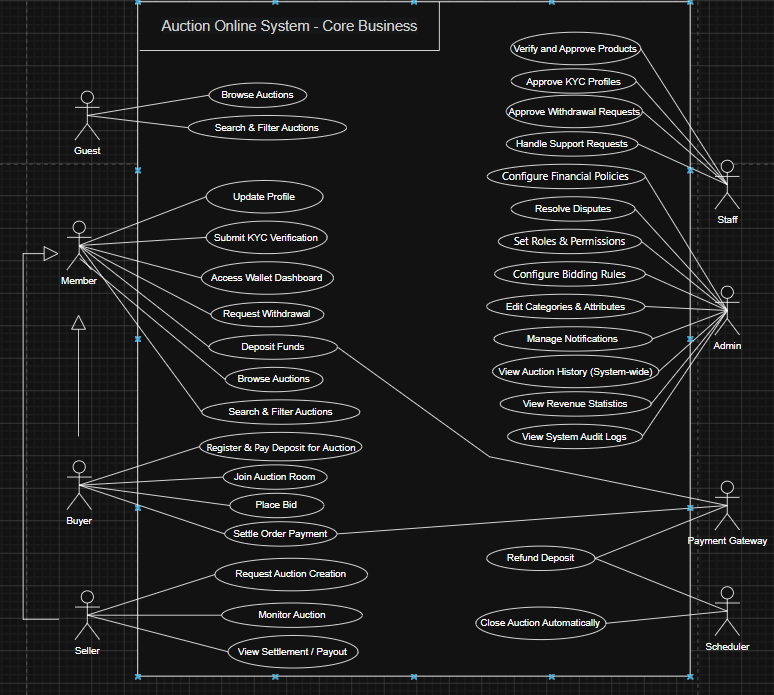 Auction Online System - Core Business
Verify and Approve Products
Approve KYC Profiles
Browse Auctions
Approve Withdrawal Requests
Search & Filter Auctions
Handle Support Requests
Guest
Configure Financial Policies
Update Profile
Resolve Disputes
Staff
Submit KYC Verification
Set Roles & Permissions
Access Wallet Dashboard
Configure Bidding Rules
Member
Request Withdrawal
Edit Categories & Attributes
Deposit Funds
Manage Notifications
Admin
Browse Auctions
View Auction History (System-wide)
Search & Filter Auctions
View Revenue Statistics
Register & Pay Deposit for Auction
View System Audit Logs
Join Auction Room
Place Bid
Buyer
Settle Order Payment
Payment Gateway
Refund Deposit
Request Auction Creation
Monitor Auction
Close Auction Automatically
Seller
View Settlement / Payout
Scheduler